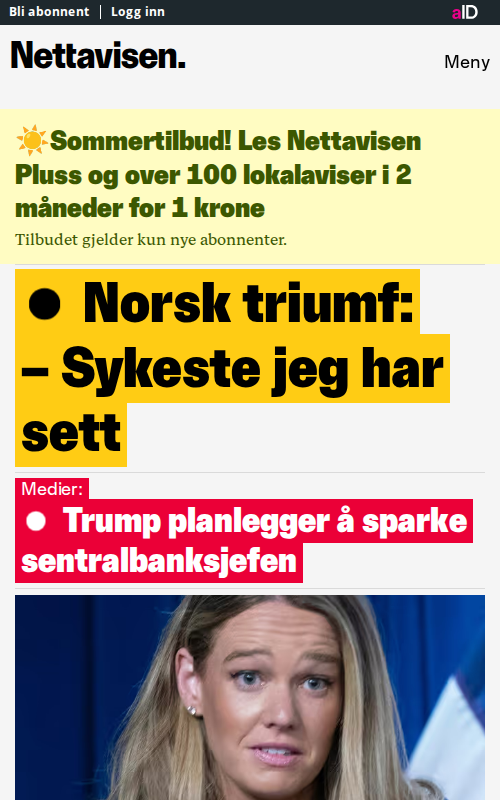 Bli abonnent | Logg inn
aID
Nettavisen.
Meny
☀️Sommertilbud! Les Nettavisen
Pluss og over 100 lokalaviser i 2
måneder for 1 krone
Tilbudet gjelder kun nye abonnenter.
● Norsk triumf:
– Sykeste jeg har
sett
Medier:
● Trump planlegger å sparke
sentralbanksjefen